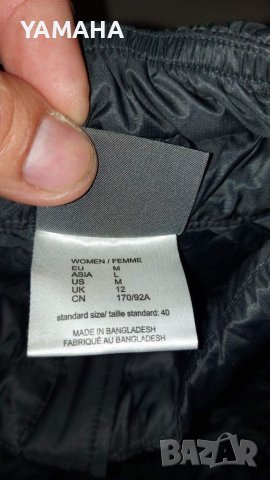 YAMAHA
WOMEN / FEMME
EU M
ASIA L
US M
UK 12
CN 170/92A
standard size/ taille standard: 40
MADE IN BANGLADESH
FABRIQUÉ AU BANGLADESH
BAZAR